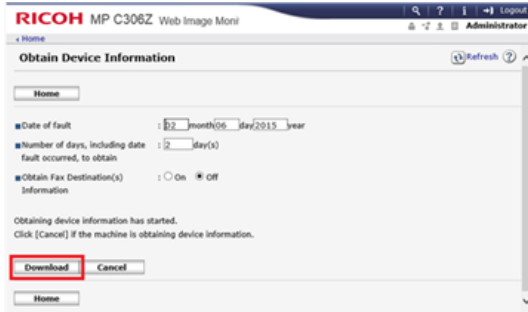 RICOH MP C306Z Web Image Moni
? i Logout
Administrator
Home
Obtain Device Information
Refresh ?
Home
Date of fault : 02 month 06 day 2015 year
Number of days, including date : 2 day(s)
fault occurred, to obtain
Obtain Fax Destination(s) : On Off
Information
Obtaining device information has started.
Click [Cancel] if the machine is obtaining device information.
Download Cancel
Home